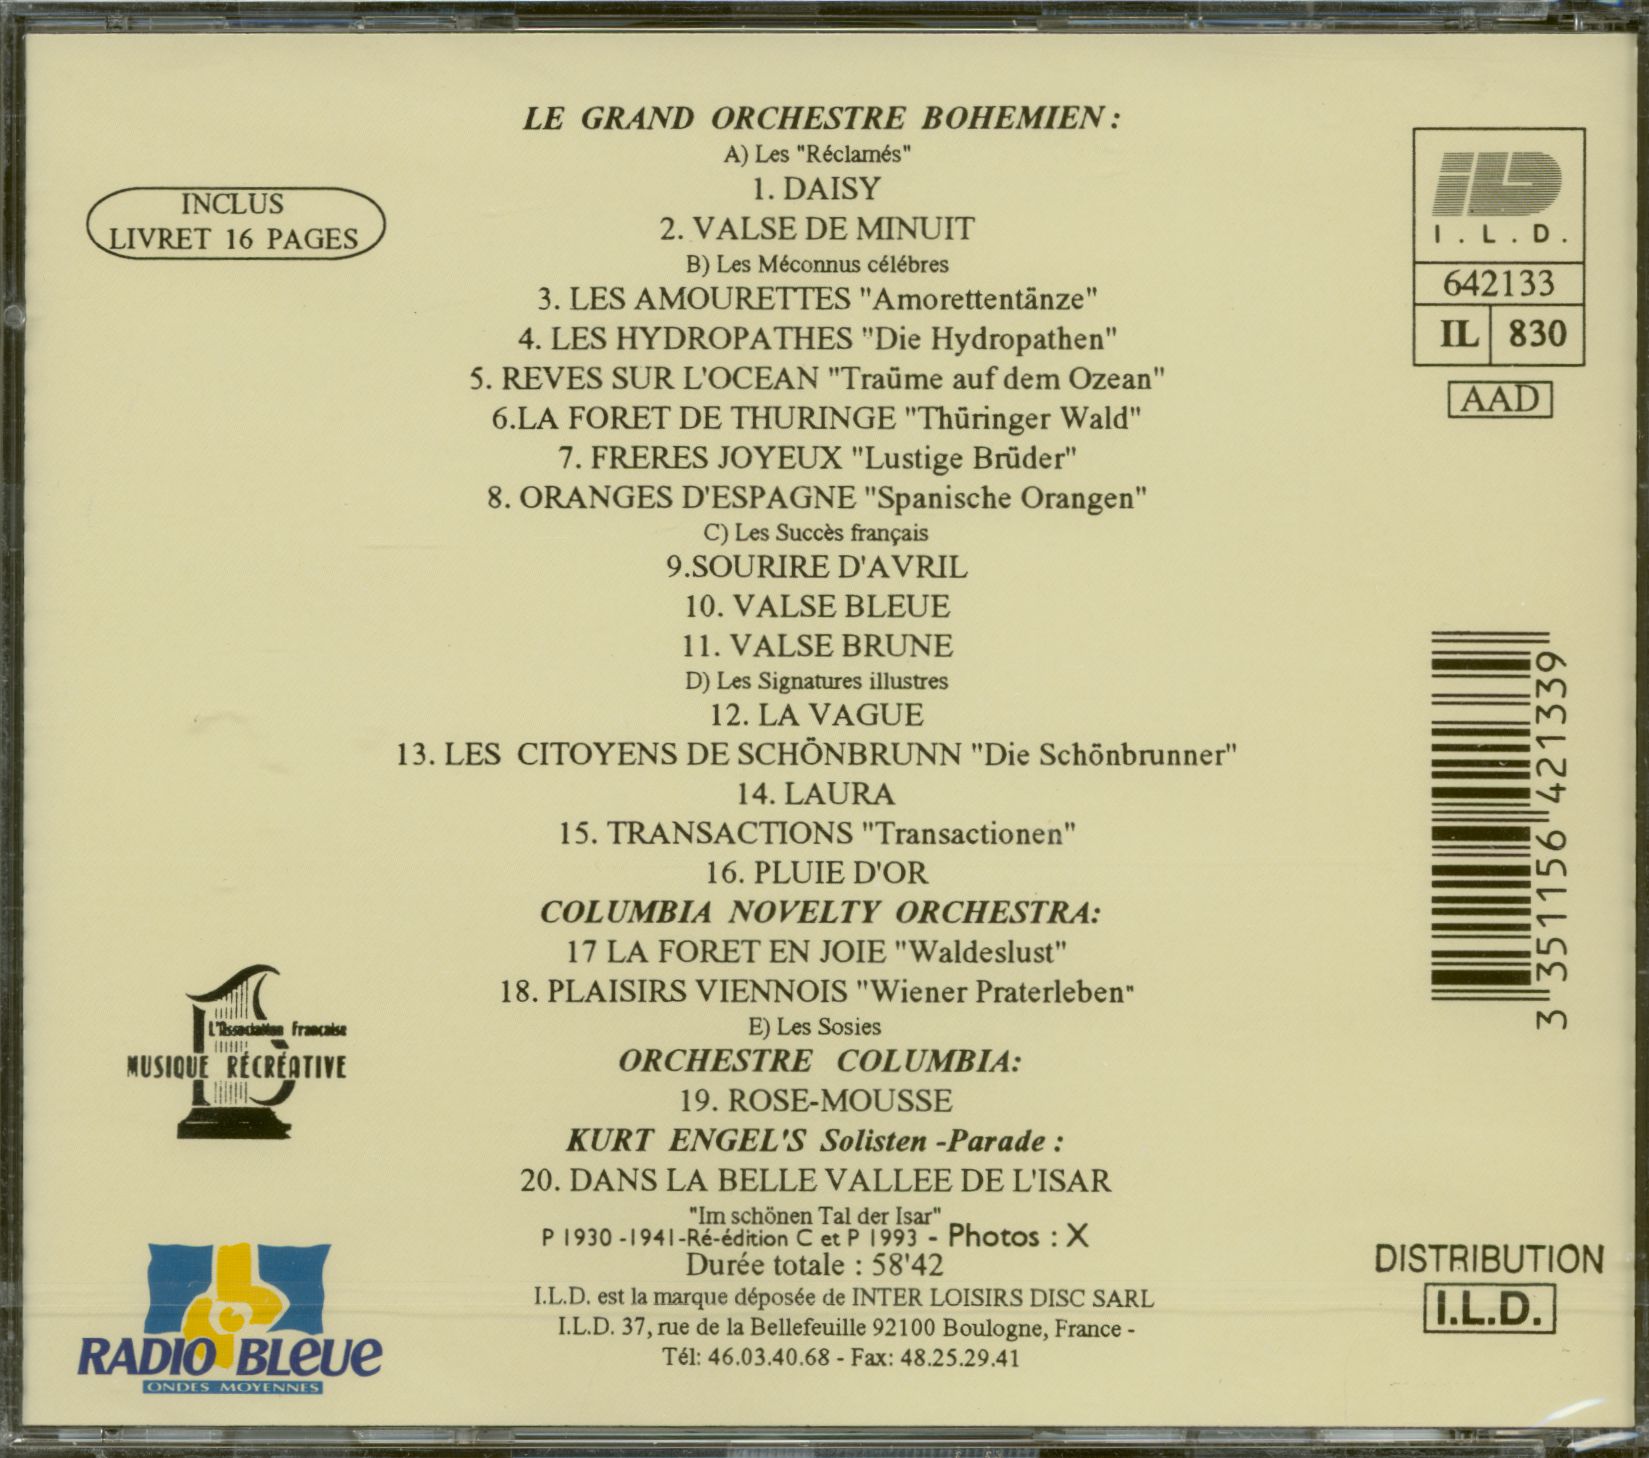 LE GRAND ORCHESTRE BOHEMIEN :
A) Les "Réclamés"
1. DAISY
2. VALSE DE MINUIT
B) Les Méconnus célébres
3. LES AMOURETTES "Amorettentänze"
4. LES HYDROPATHES "Die Hydropathen"
5. REVES SUR L'OCEAN "Traüme auf dem Ozean"
6.LA FORET DE THURINGE "Thüringer Wald"
7. FRERES JOYEUX "Lustige Brüder"
8. ORANGES D'ESPAGNE "Spanische Orangen"
C) Les Succès français
9.SOURIRE D'AVRIL
10. VALSE BLEUE
11. VALSE BRUNE
D) Les Signatures illustres
12. LA VAGUE
13. LES CITOYENS DE SCHÖNBRUNN "Die Schönbrunner"
14. LAURA
15. TRANSACTIONS "Transactionen"
16. PLUIE D'OR
COLUMBIA NOVELTY ORCHESTRA:
17 LA FORET EN JOIE "Waldeslust"
18. PLAISIRS VIENNOIS "Wiener Praterleben"
E) Les Sosies
ORCHESTRE COLUMBIA:
19. ROSE-MOUSSE
KURT ENGEL'S Solisten -Parade :
20. DANS LA BELLE VALLEE DE L'ISAR
"Im schönen Tal der Isar"
P 1930 -1941-Ré-édition C et P 1993 - Photos : X
Durée totale : 58'42
I.L.D. est la marque déposée de INTER LOISIRS DISC SARL
I.L.D. 37, rue de la Bellefeuille 92100 Boulogne, France -
Tél: 46.03.40.68 - Fax: 48.25.29.41
INCLUS
LIVRET 16 PAGES
L'Association Française
MUSIQUE RÉCRÉATIVE
RADIO BLEUE
ONDES MOYENNES
ILD
I . L . D .
642133
IL 830
AAD
3 351156 421339
DISTRIBUTION
I.L.D.